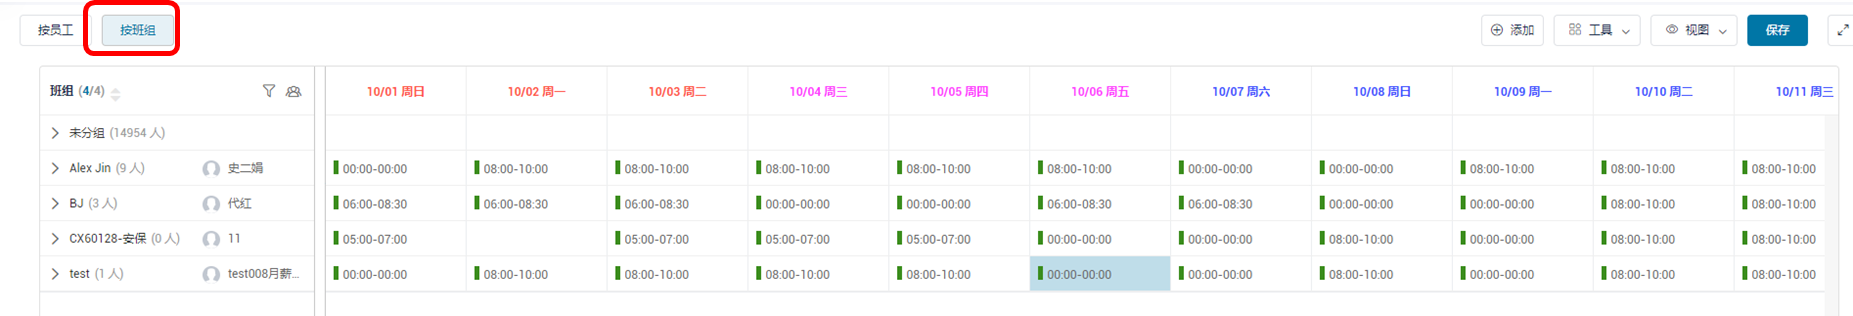 按员工 按班组 添加 工具 视图 保存
班组 (4/4) 10/01 周日 10/02 周一 10/03 周二 10/04 周三 10/05 周四 10/06 周五 10/07 周六 10/08 周日 10/09 周一 10/10 周二 10/11 周三
未分组 (14954 人)
Alex Jin (9 人) 史二娟 00:00-00:00 08:00-10:00 08:00-10:00 08:00-10:00 08:00-10:00 08:00-10:00 00:00-00:00 00:00-00:00 08:00-10:00 08:00-10:00 08:00-10:00
BJ (3 人) 代红 06:00-08:30 06:00-08:30 06:00-08:30 00:00-00:00 00:00-00:00 06:00-08:30 06:00-08:30 08:00-10:00 00:00-00:00 08:00-10:00 08:00-10:00
CX60128-安保 (0 人) 11 05:00-07:00 05:00-07:00 05:00-07:00 05:00-07:00 00:00-00:00 00:00-00:00 08:00-10:00 00:00-00:00 08:00-10:00 08:00-10:00
test (1 人) test008月薪... 00:00-00:00 08:00-10:00 08:00-10:00 08:00-10:00 08:00-10:00 00:00-00:00 00:00-00:00 08:00-10:00 00:00-00:00 08:00-10:00 08:00-10:00